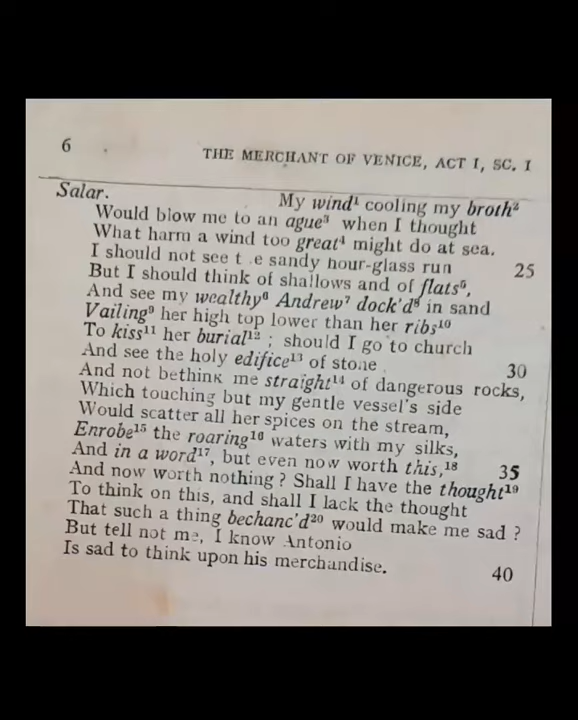 6
THE MERCHANT OF VENICE, ACT I, SC. I
Salar. My wind¹ cooling my broth²
Would blow me to an ague³ when I thought
What harm a wind too great⁴ might do at sea.
I should not see t e sandy hour-glass run 25
But I should think of shallows and of flats⁵,
And see my wealthy⁶ Andrew⁷ dock'd⁸ in sand
Vailing⁹ her high top lower than her ribs¹⁰
To kiss¹¹ her burial¹² ; should I go to church
And see the holy edifice¹³ of stone 30
And not bethink me straight¹⁴ of dangerous rocks,
Which touching but my gentle vessel's side
Would scatter all her spices on the stream,
Enrobe¹⁵ the roaring¹⁶ waters with my silks,
And in a word¹⁷, but even now worth this,¹⁸ 35
And now worth nothing ? Shall I have the thought¹⁹
To think on this, and shall I lack the thought
That such a thing bechanc'd²⁰ would make me sad ?
But tell not me, I know Antonio
Is sad to think upon his merchandise. 40